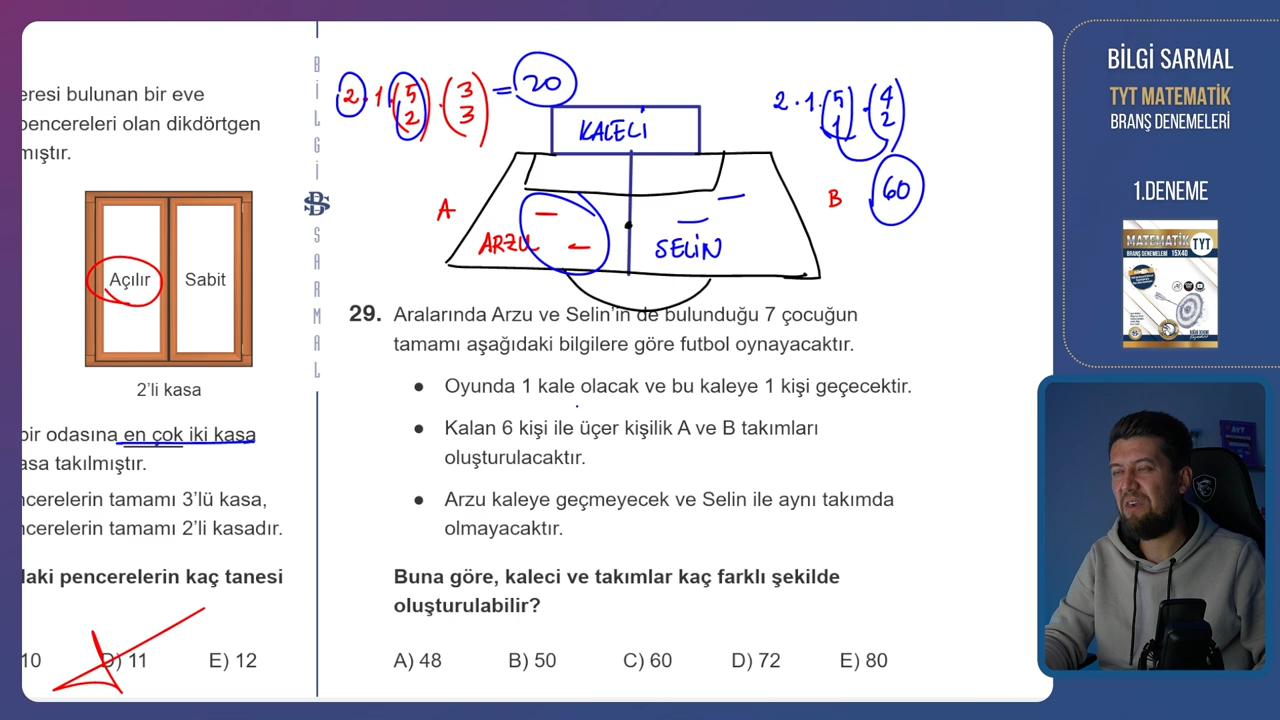 eresi bulunan bir eve
pencereleri olan dikdörtgen
mıştır.
Açılır
Sabit
2'li kasa
bir odasına en çok iki kasa
asa takılmıştır.
ncerelerin tamamı 3'lü kasa,
ncerelerin tamamı 2'li kasadır.
daki pencerelerin kaç tanesi
10 D) 11 E) 12
BİLGİ SARMAL
2 · 1 · (5 2) · (3 3) = 20
KALECİ
2 · 1 · (5 1) · (4 2)
60
A
B
ARZU
SELİN
29. Aralarında Arzu ve Selin'in de bulunduğu 7 çocuğun
tamamı aşağıdaki bilgilere göre futbol oynayacaktır.
● Oyunda 1 kale olacak ve bu kaleye 1 kişi geçecektir.
● Kalan 6 kişi ile üçer kişilik A ve B takımları
oluşturulacaktır.
● Arzu kaleye geçmeyecek ve Selin ile aynı takımda
olmayacaktır.
Buna göre, kaleci ve takımlar kaç farklı şekilde
oluşturulabilir?
A) 48 B) 50 C) 60 D) 72 E) 80
BİLGİ SARMAL
TYT MATEMATİK
BRANŞ DENEMELERİ
1.DENEME
MATEMATİK TYT
BRANŞ DENEMELERİ 15X40